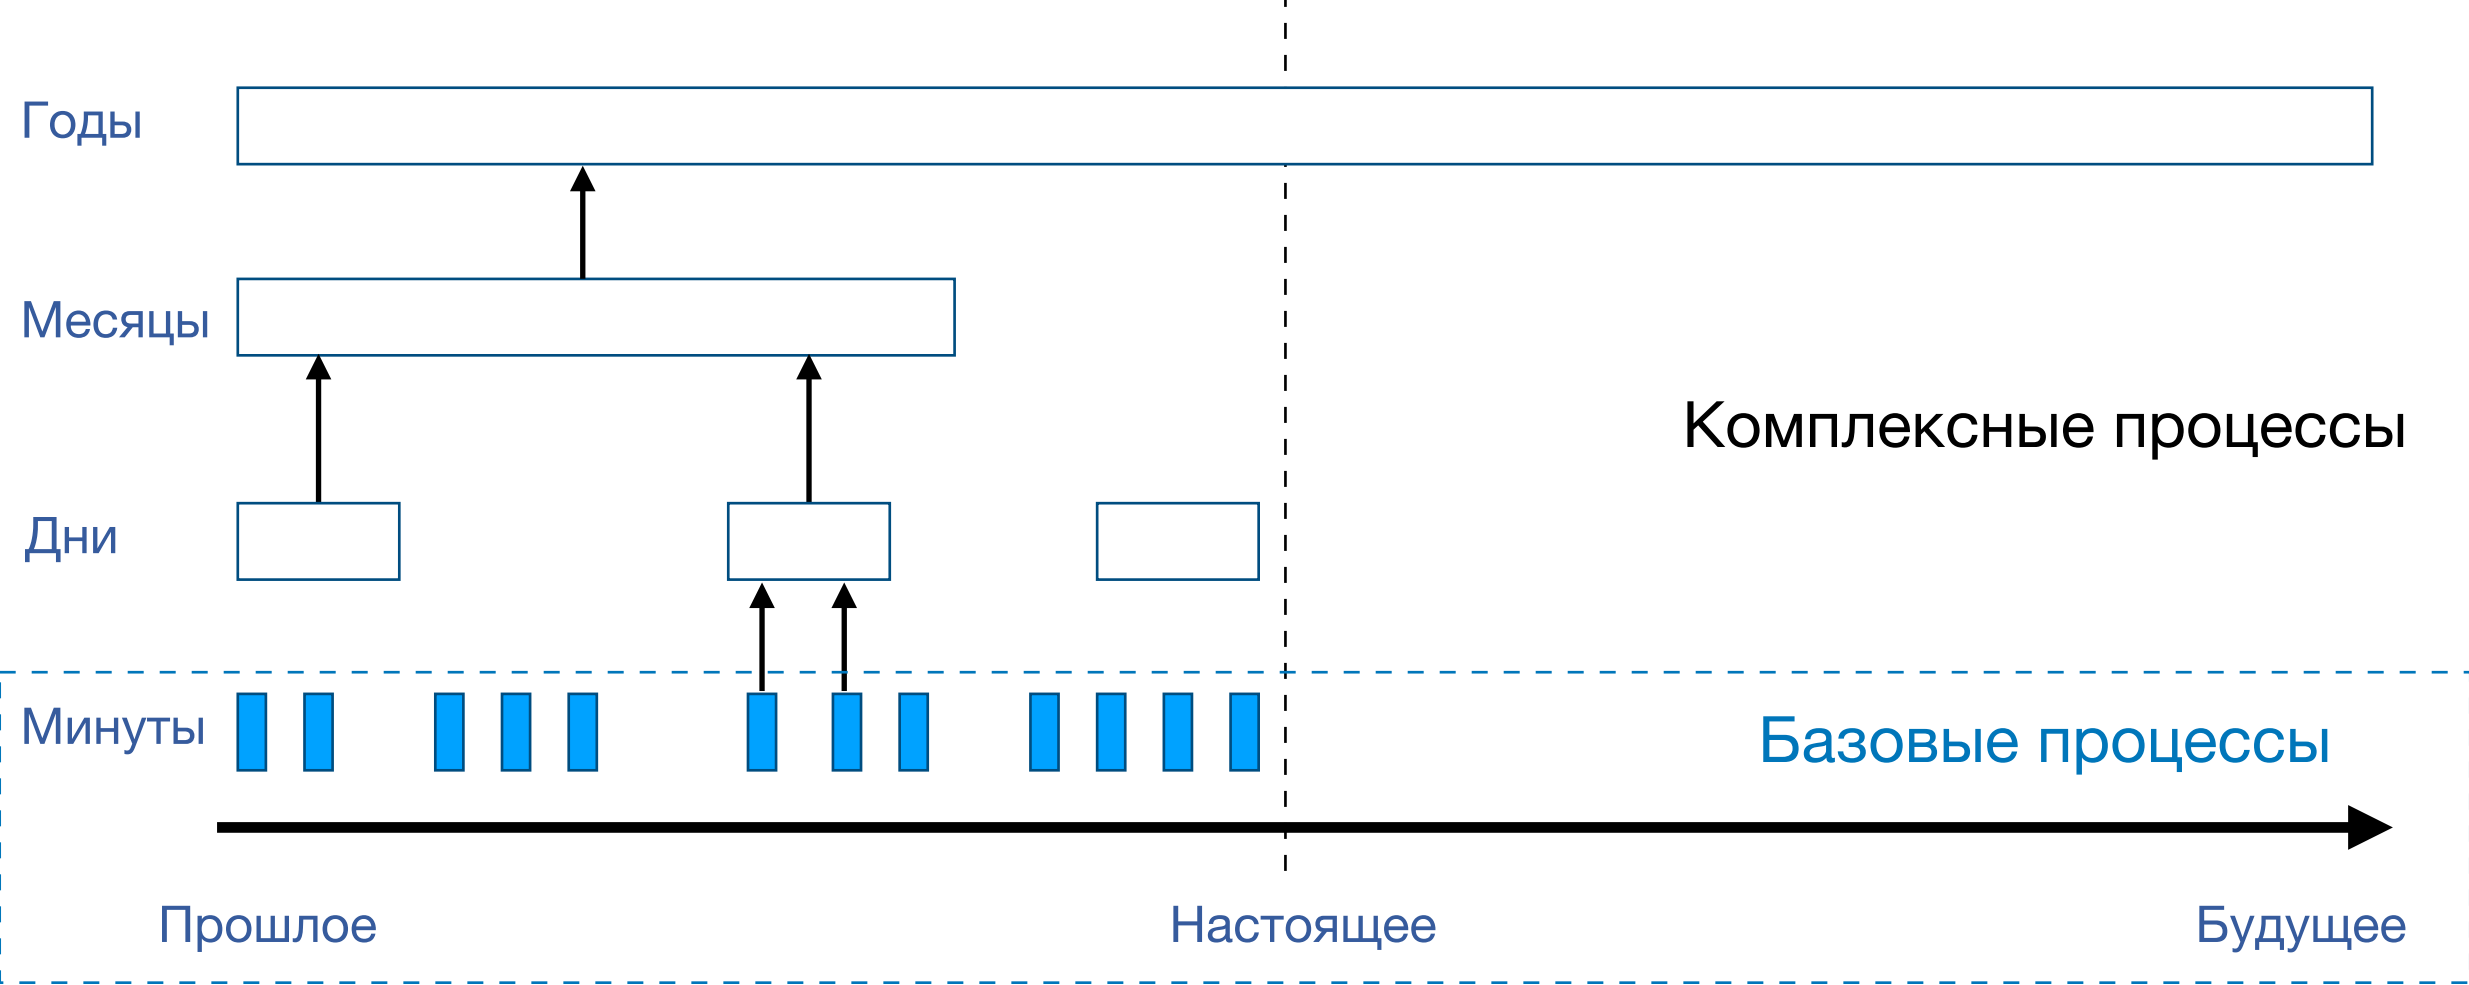 Годы
Месяцы
Комплексные процессы
Дни
Минуты
Базовые процессы
Прошлое
Настоящее
Будущее